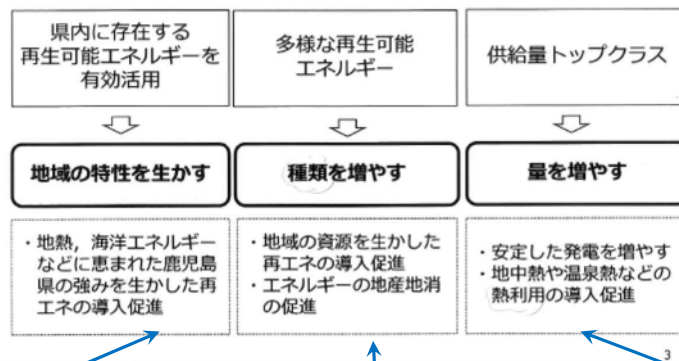 県内に存在する
再生可能エネルギーを
有効活用
多様な再生可能
エネルギー
供給量トップクラス
地域の特性を生かす
種類を増やす
量を増やす
・地熱，海洋エネルギー
などに恵まれた鹿児島
県の強みを生かした再
エネの導入促進
・地域の資源を生かした
再エネの導入促進
・エネルギーの地産地消
の促進
・安定した発電を増やす
・地中熱や温泉熱などの
熱利用の導入促進
3